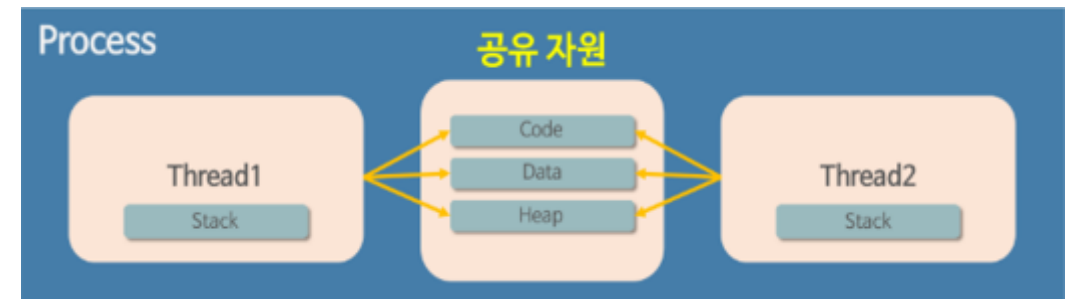 Process
공유 자원
Thread1
Stack
Code
Data
Heap
Thread2
Stack